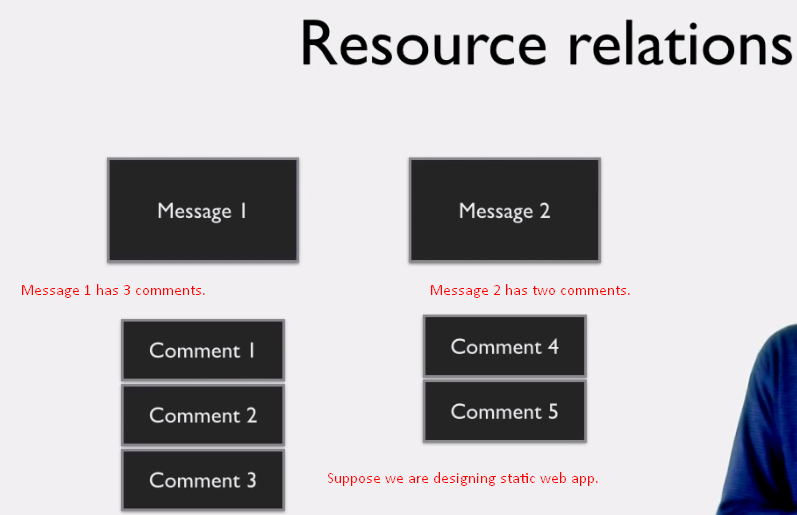 Resource relations
Message 1
Message 2
Message 1 has 3 comments.
Message 2 has two comments.
Comment 1
Comment 2
Comment 3
Comment 4
Comment 5
Suppose we are designing static web app.